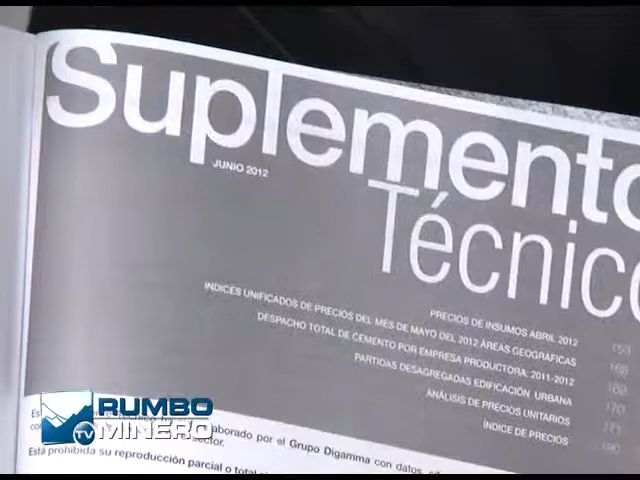 Suplemento
JUNIO 2012
Técnico
PRECIOS DE INSUMOS ABRIL 2012
INDICES UNIFICADOS DE PRECIOS DEL MES DE MAYO DEL 2012 ÁREAS GEOGRÁFICAS
DESPACHO TOTAL DE CEMENTO POR EMPRESA PRODUCTORA: 2011-2012
PARTIDAS DESAGREGADAS EDIFICACIÓN URBANA
ANÁLISIS DE PRECIOS UNITARIOS
ÍNDICE DE PRECIOS
aborado por el Grupo Digamma con datos,
sector.
Está prohibida su reproducción parcial o total
RUMBO
MINERO
TV